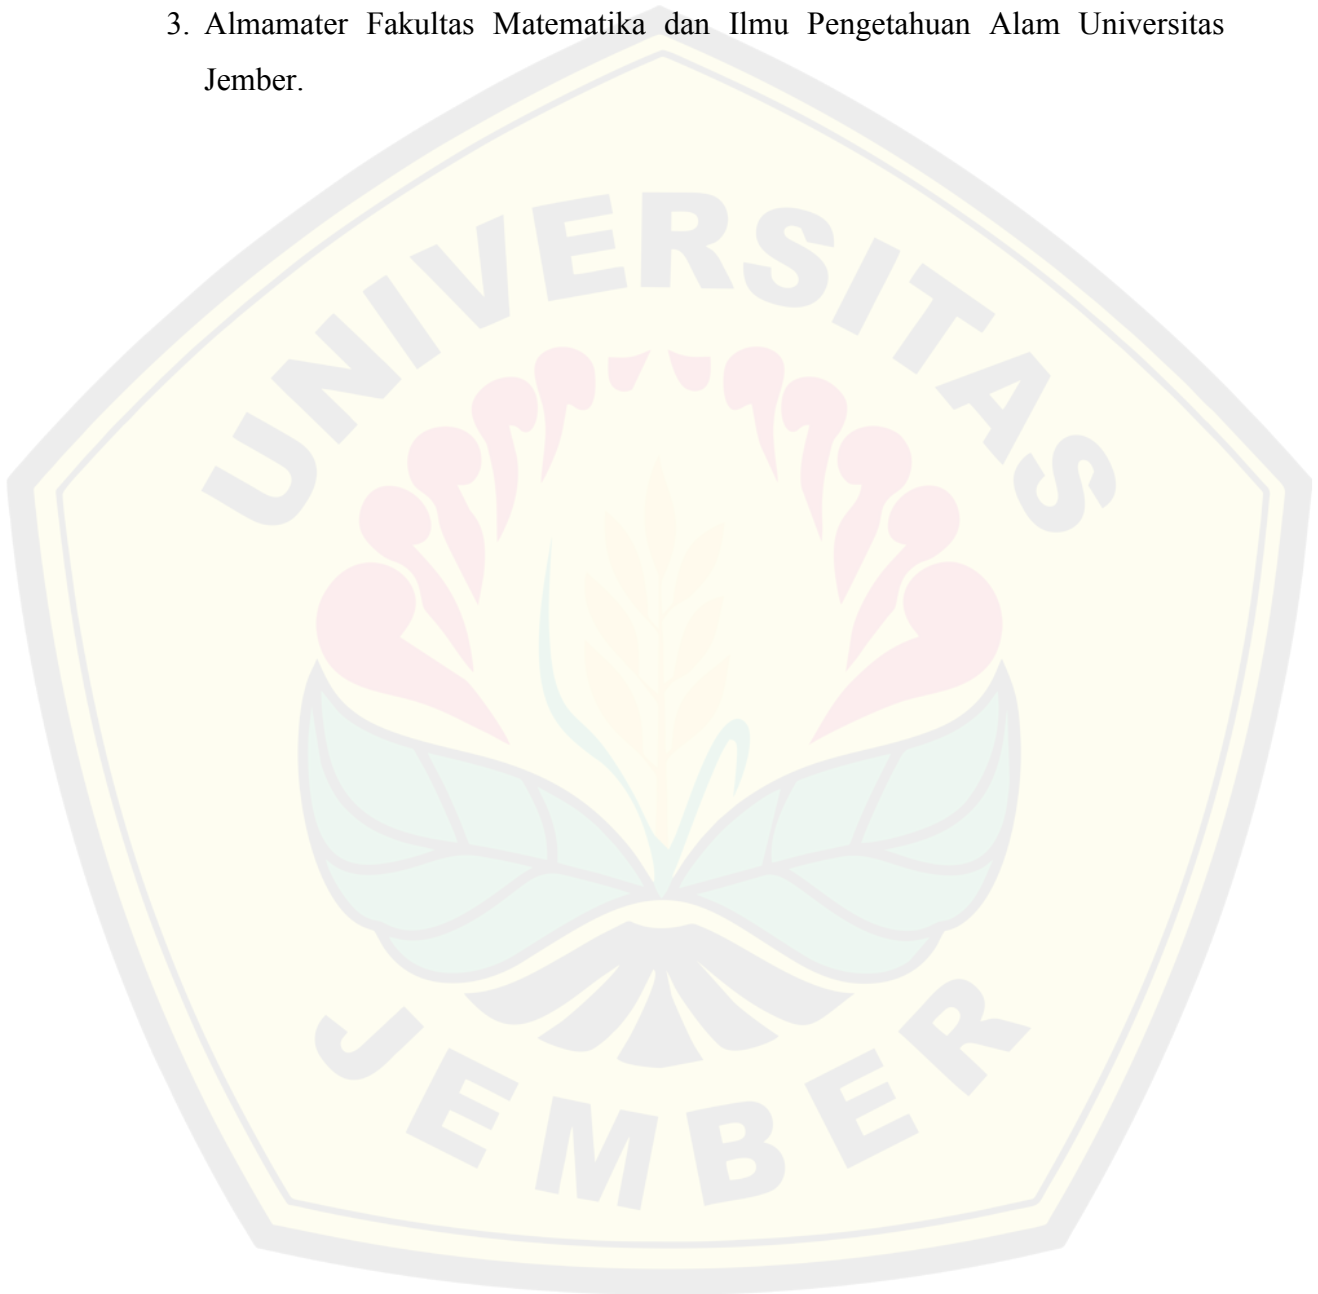 3. Almamater Fakultas Matematika dan Ilmu Pengetahuan Alam Universitas
Jember.
UNIVERSITAS
JEMBER